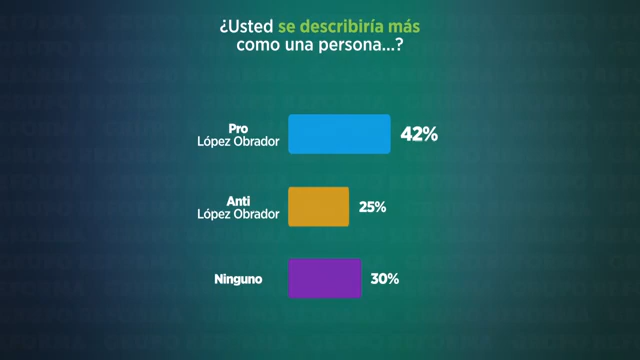 ¿Usted se describiría más
como una persona...?
Pro
López Obrador
42%
Anti
López Obrador
25%
Ninguno
30%